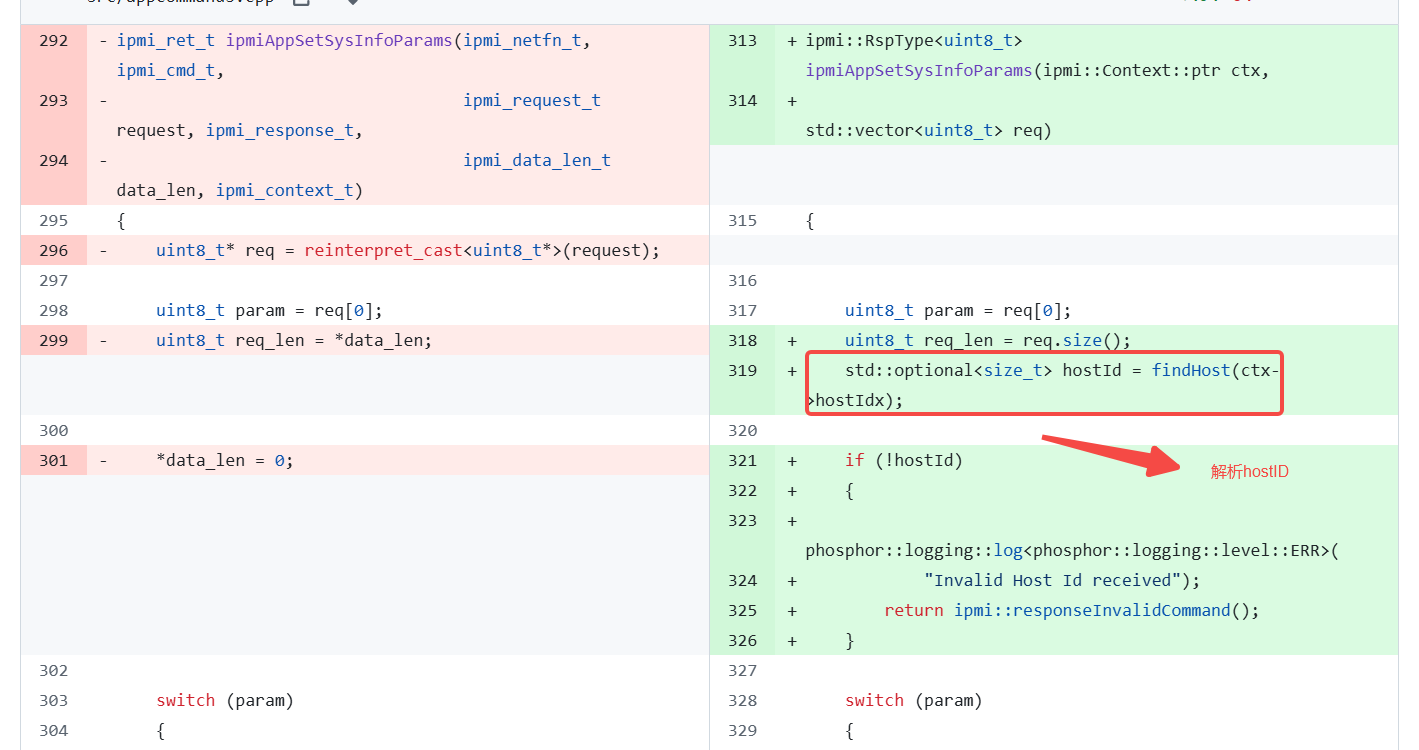 292 - ipmi_ret_t ipmiAppSetSysInfoParams(ipmi_netfn_t,
ipmi_cmd_t,
293 - ipmi_request_t
request, ipmi_response_t,
294 - ipmi_data_len_t
data_len, ipmi_context_t)
295 {
296 - uint8_t* req = reinterpret_cast<uint8_t*>(request);
297
298 uint8_t param = req[0];
299 - uint8_t req_len = *data_len;
300
301 - *data_len = 0;
302
303 switch (param)
304 {
313 + ipmi::RspType<uint8_t>
ipmiAppSetSysInfoParams(ipmi::Context::ptr ctx,
314 +
std::vector<uint8_t> req)
315 {
316
317 uint8_t param = req[0];
318 + uint8_t req_len = req.size();
319 + std::optional<size_t> hostId = findHost(ctx-
>hostIdx);
320
321 + if (!hostId)
322 + {
323 +
phosphor::logging::log<phosphor::logging::level::ERR>(
324 + "Invalid Host Id received");
325 + return ipmi::responseInvalidCommand();
326 + }
327
328 switch (param)
329 {
解析hostID